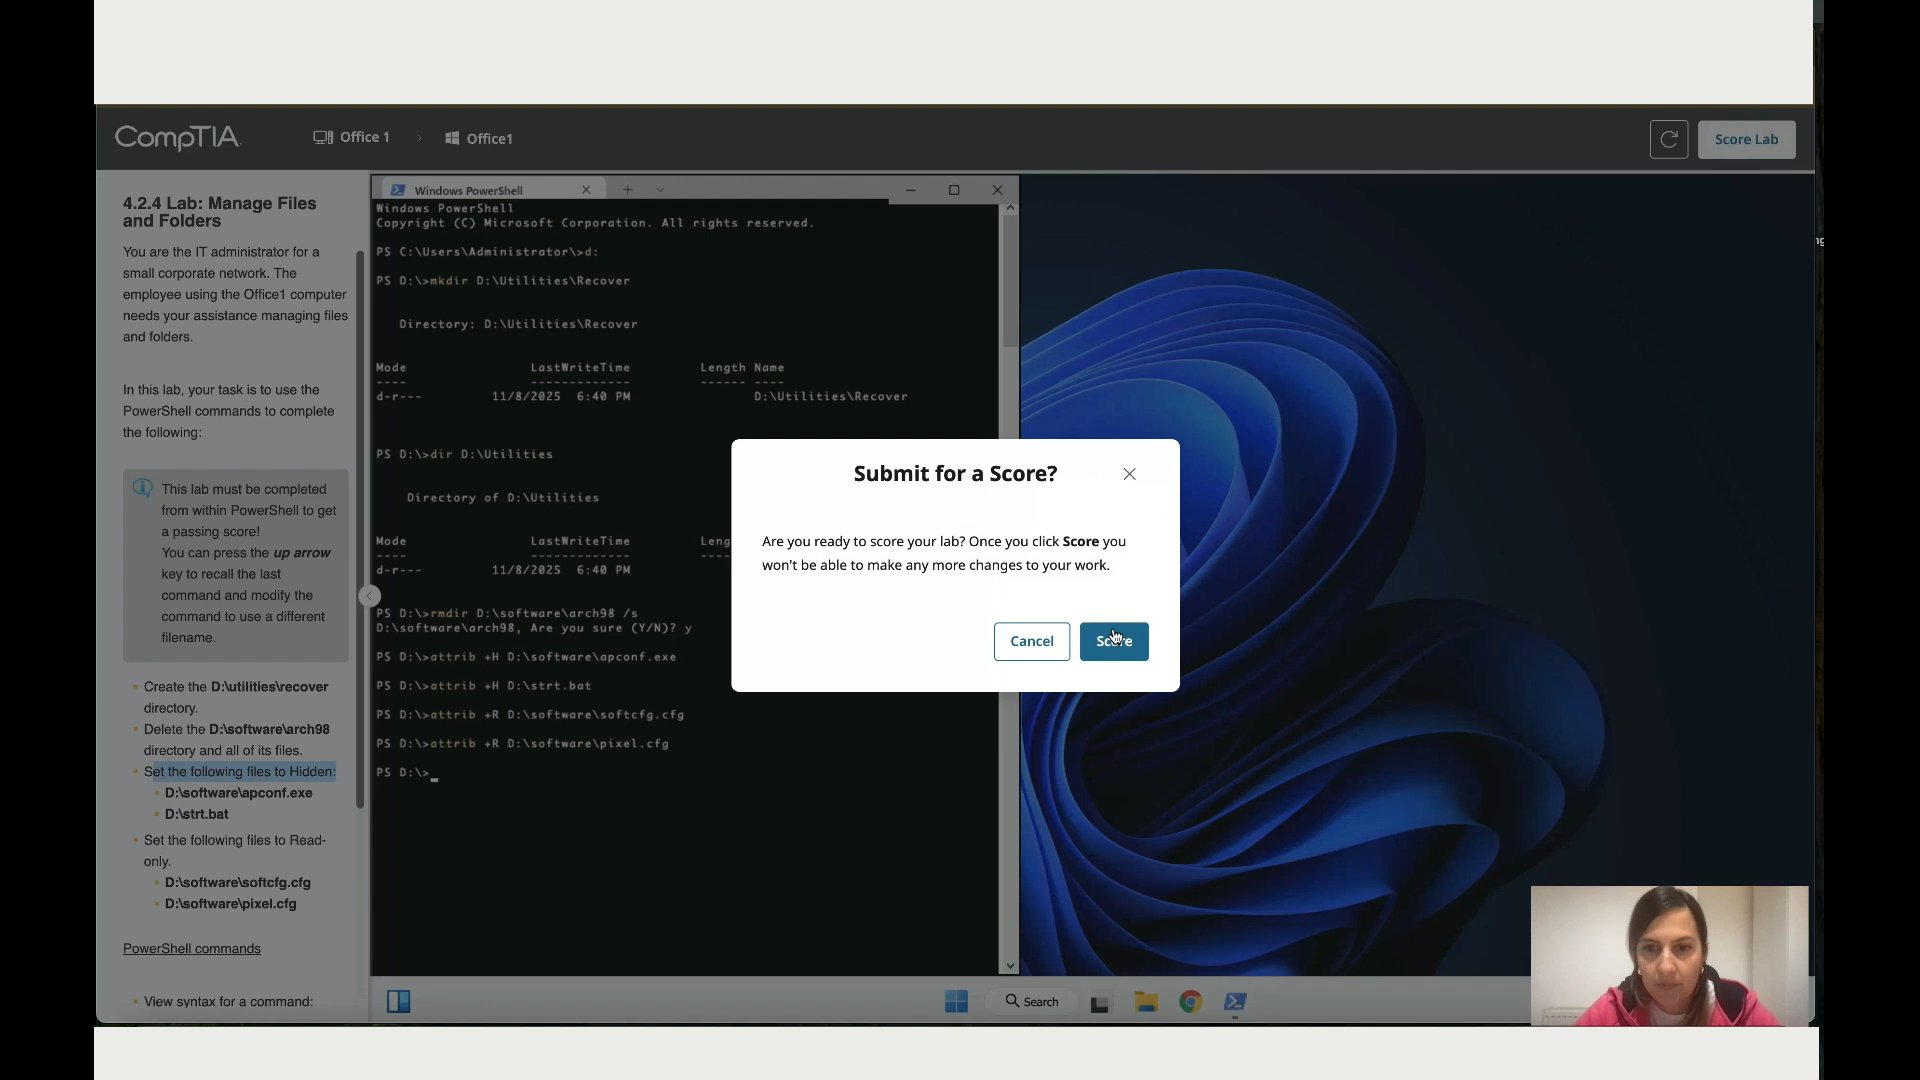 CompTIA.
Office 1
Office1
Score Lab
4.2.4 Lab: Manage Files
and Folders
You are the IT administrator for a
small corporate network. The
employee using the Office1 computer
needs your assistance managing files
and folders.
In this lab, your task is to use the
PowerShell commands to complete
the following:
This lab must be completed
from within PowerShell to get
a passing score!
You can press the up arrow
key to recall the last
command and modify the
command to use a different
filename.
Create the D:\utilities\recover
directory.
Delete the D:\software\arch98
directory and all of its files.
Set the following files to Hidden:
D:\software\apconf.exe
D:\strt.bat
Set the following files to Read-
only.
D:\software\softcfg.cfg
D:\software\pixel.cfg
PowerShell commands
View syntax for a command:
Windows PowerShell
Windows PowerShell
Copyright (C) Microsoft Corporation. All rights reserved.
PS C:\Users\Administrator\>d:
PS D:\>mkdir D:\Utilities\Recover
Directory: D:\Utilities\Recover
Mode LastWriteTime Length Name
---- ------------- ------ ----
d-r--- 11/8/2025 6:40 PM D:\Utilities\Recover
PS D:\>dir D:\Utilities
Directory of D:\Utilities
Mode LastWriteTime Leng
---- ------------- ---
d-r--- 11/8/2025 6:40 PM
PS D:\>rmdir D:\software\arch98 /s
D:\software\arch98, Are you sure (Y/N)? y
PS D:\>attrib +H D:\software\apconf.exe
PS D:\>attrib +H D:\strt.bat
PS D:\>attrib +R D:\software\softcfg.cfg
PS D:\>attrib +R D:\software\pixel.cfg
PS D:\>_
Submit for a Score?
Are you ready to score your lab? Once you click Score you
won't be able to make any more changes to your work.
Cancel
Score
Search